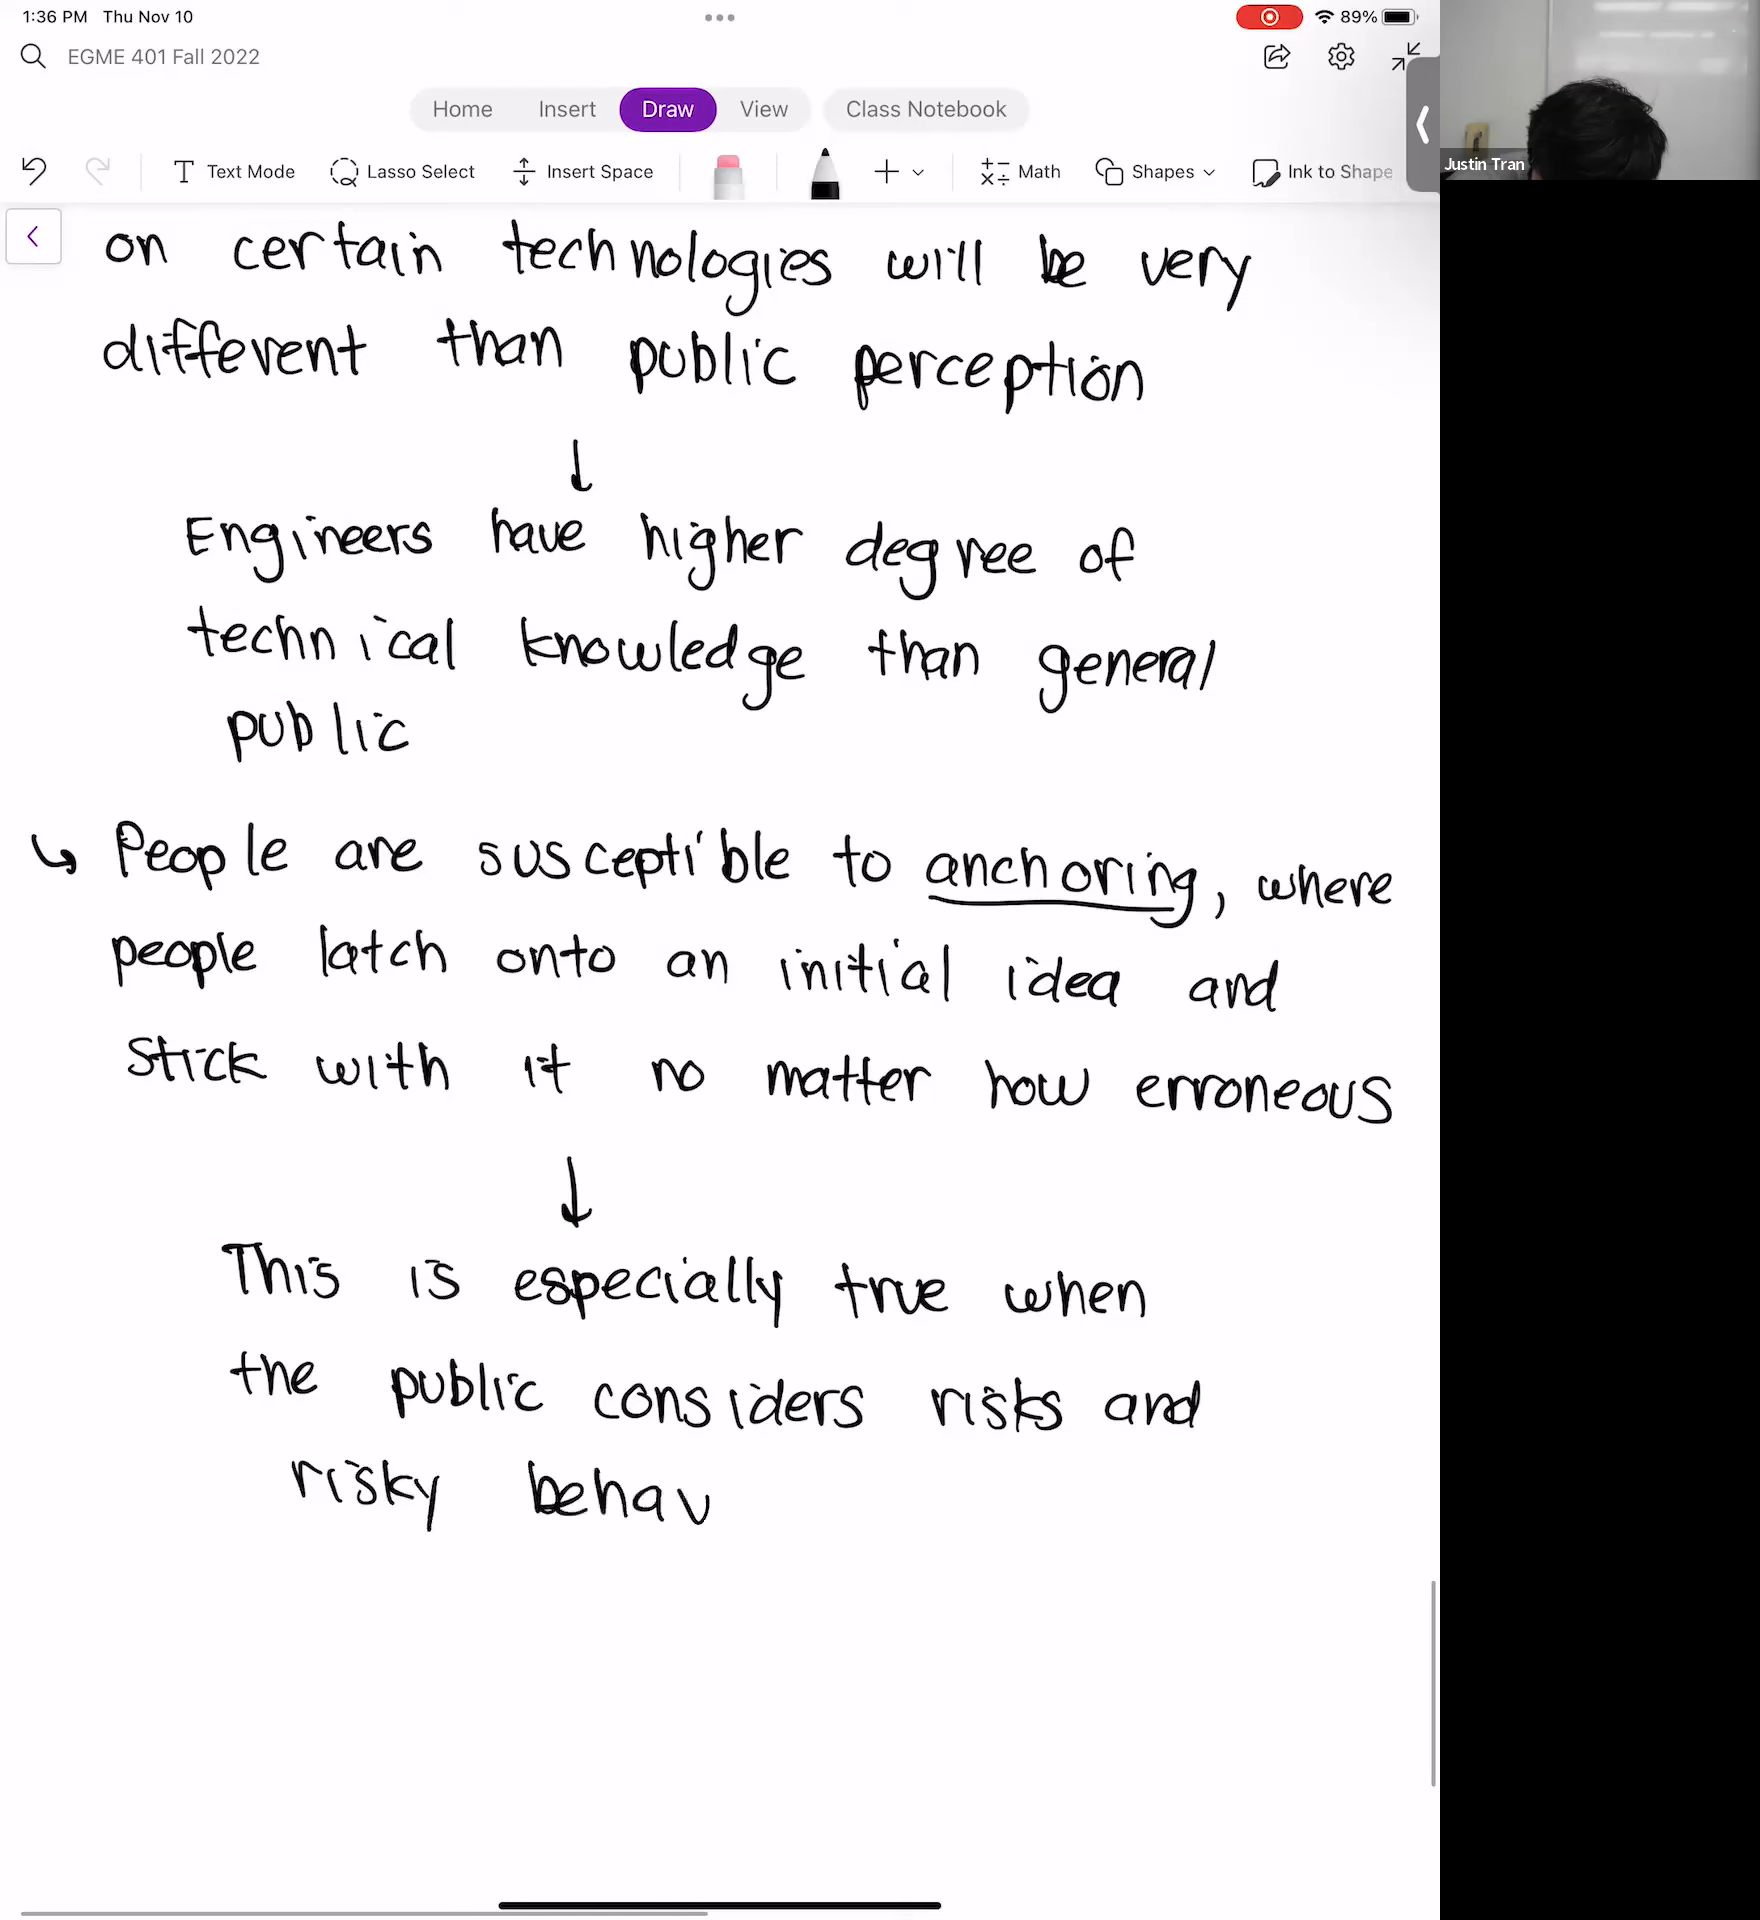 1:36 PM Thu Nov 10
89%
EGME 401 Fall 2022
Home Insert Draw View Class Notebook
Text Mode Lasso Select Insert Space Math Shapes Ink to Shape
Justin Tran
on certain technologies will be very
different than public perception
↓
Engineers have higher degree of
technical knowledge than general
public
↳ People are susceptible to anchoring, where
people latch onto an initial idea and
stick with it no matter how erroneous
↓
This is especially true when
the public considers risks and
risky behav